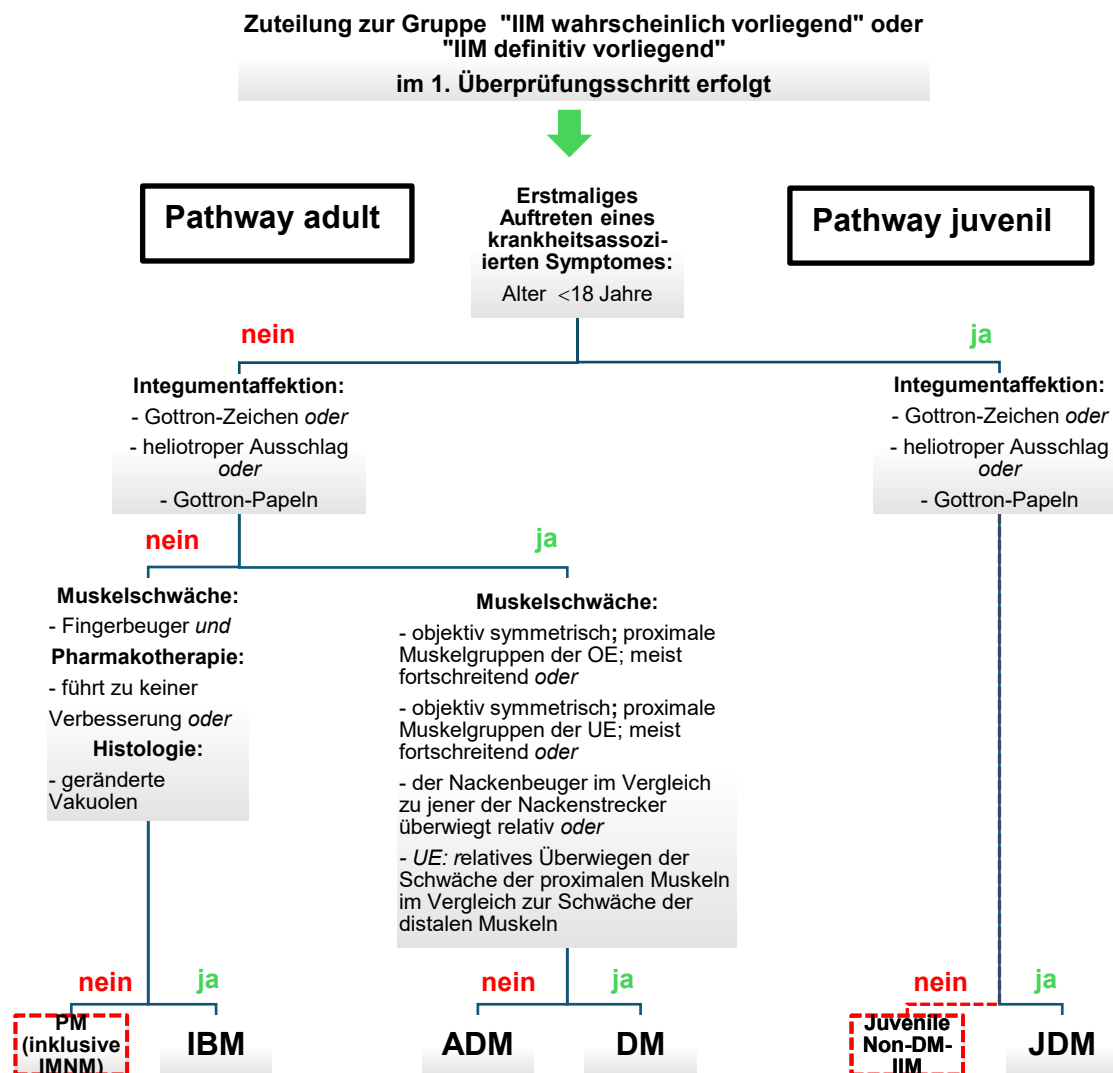 Zuteilung zur Gruppe "IIM wahrscheinlich vorliegend" oder
"IIM definitiv vorliegend"
im 1. Überprüfungsschritt erfolgt
Pathway adult
Erstmaliges
Auftreten eines
krankheitsassozi-
ierten Symptomes:
Alter <18 Jahre
Pathway juvenil
nein
ja
Integumentaffektion:
- Gottron-Zeichen oder
- heliotroper Ausschlag
oder
- Gottron-Papeln
Integumentaffektion:
- Gottron-Zeichen oder
- heliotroper Ausschlag
oder
- Gottron-Papeln
nein
ja
Muskelschwäche:
- Fingerbeuger und
Pharmakotherapie:
- führt zu keiner
Verbesserung oder
Histologie:
- geränderte
Vakuolen
Muskelschwäche:
- objektiv symmetrisch; proximale
Muskelgruppen der OE; meist
fortschreitend oder
- objektiv symmetrisch; proximale
Muskelgruppen der UE; meist
fortschreitend oder
- der Nackenbeuger im Vergleich
zu jener der Nackenstrecker
überwiegt relativ oder
- UE: relatives Überwiegen der
Schwäche der proximalen Muskeln
im Vergleich zur Schwäche der
distalen Muskeln
nein
ja
nein
ja
nein
ja
PM
(inklusive
IMNM)
IBM
ADM
DM
Juvenile
Non-DM-
IIM
JDM